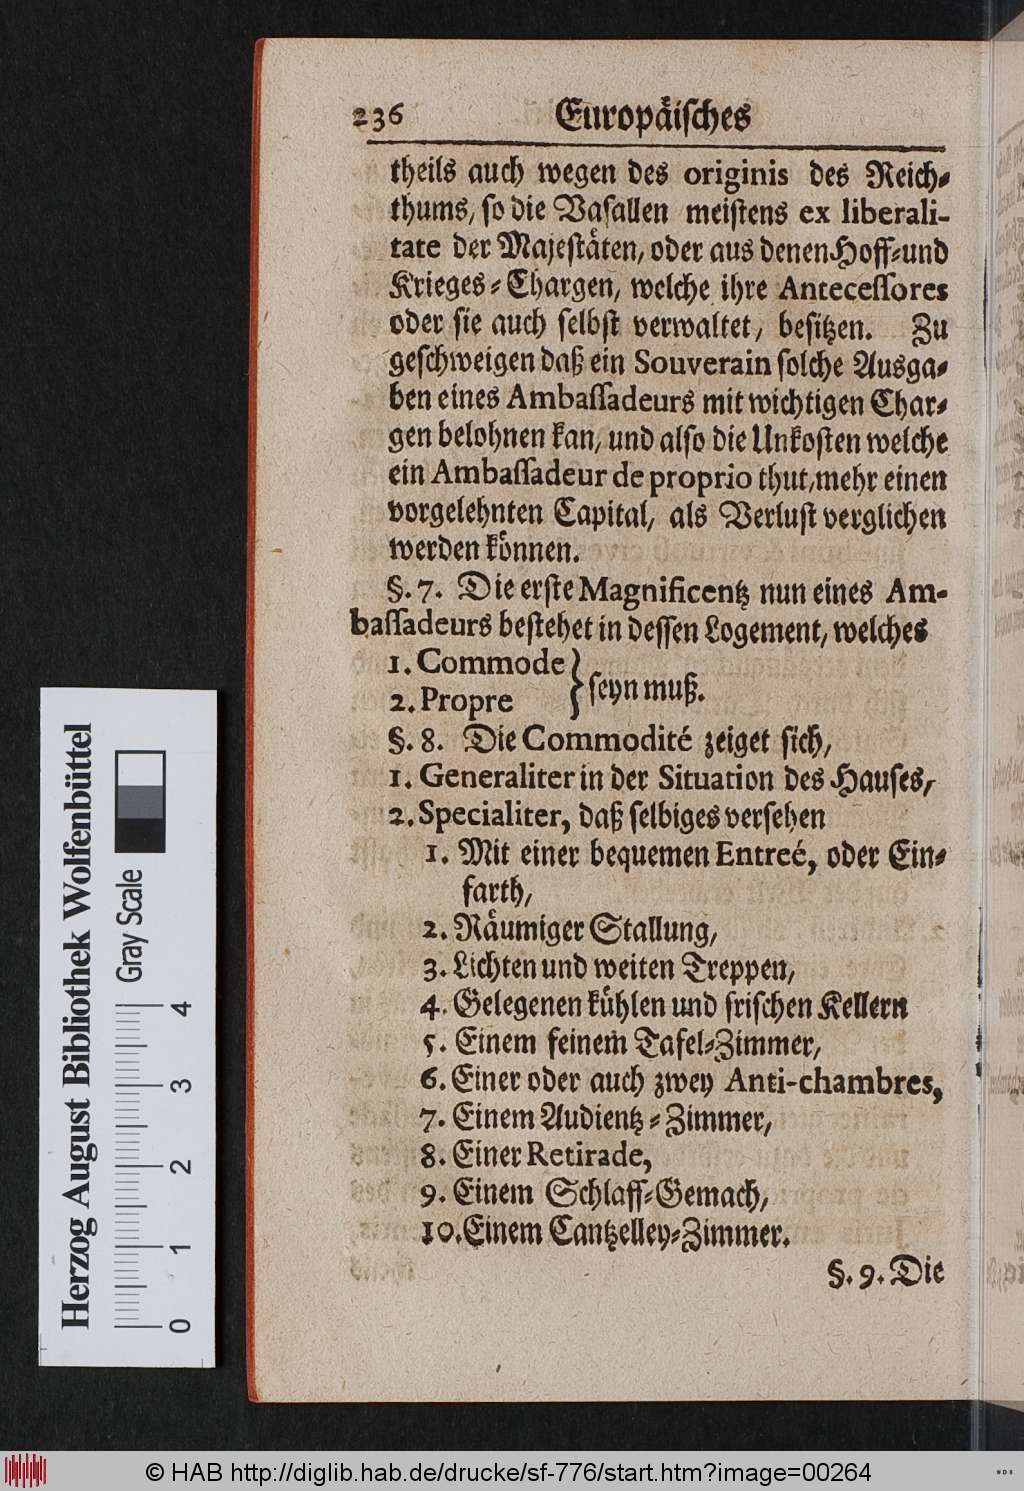 236 Europäisches
theils auch wegen des originis des Reich-
thums, so die Vasallen meistens ex liberali-
tate der Majestäten, oder aus denen Hoff-und
Krieges-Chargen, welche ihre Antecessores
oder sie auch selbst verwaltet, besitzen. Zu
geschweigen daß ein Souverain solche Ausga-
ben eines Ambassadeurs mit wichtigen Char-
gen belohnen kan, und also die Unkosten welche
ein Ambassadeur de proprio thut, mehr einen
vorgelehnten Capital, als Verlust verglichen
werden können.
§. 7. Die erste Magnificentz nun eines Am-
bassadeurs bestehet in dessen Logement, welches
1. Commode
2. Propre } seyn muß.
§. 8. Die Commodité zeiget sich,
1. Generaliter in der Situation des Hauses,
2. Specialiter, daß selbiges versehen
1. Mit einer bequemen Entreé, oder Ein-
farth,
2. Räumiger Stallung,
3. Lichten und weiten Treppen,
4. Gelegenen kühlen und frischen Kellern
5. Einem feinem Tafel-Zimmer,
6. Einer oder auch zwey Anti-chambres,
7. Einem Audientz-Zimmer,
8. Einer Retirade,
9. Einem Schlaff-Gemach,
10. Einem Cantzelley-Zimmer.
§. 9. Die
Herzog August Bibliothek Wolfenbüttel
Gray Scale
0 1 2 3 4
© HAB http://diglib.hab.de/drucke/sf-776/start.htm?image=00264